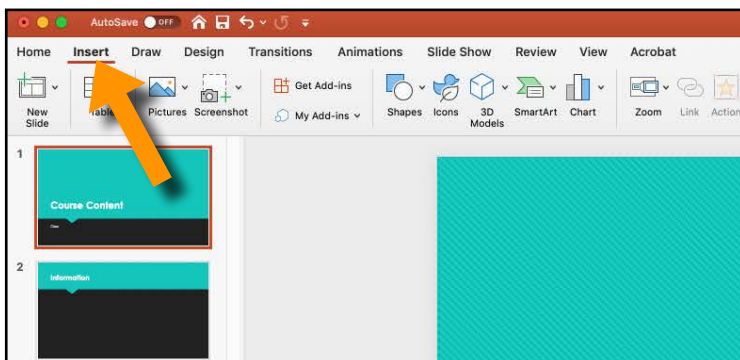 AutoSave OFF
Home Insert Draw Design Transitions Animations Slide Show Review View Acrobat
New Slide
Table
Pictures
Screenshot
Get Add-ins
My Add-ins
Shapes
Icons
3D Models
SmartArt
Chart
Zoom
Link
Action
1
Course Content
2
Information